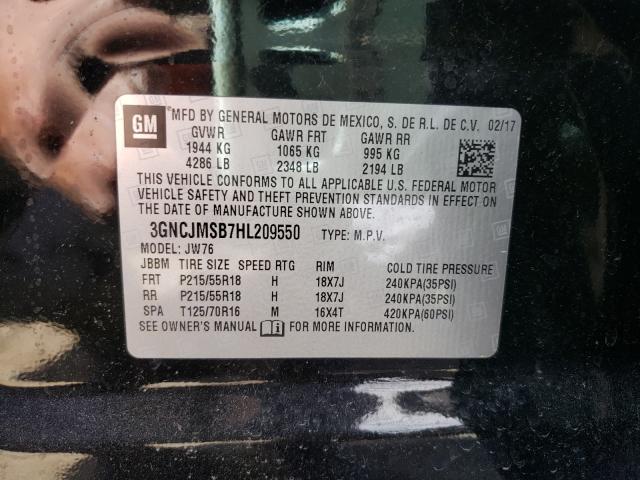 GM
MFD BY GENERAL MOTORS DE MEXICO, S. DE R.L. DE C.V. 02/17
GVWR GAWR FRT GAWR RR
1944 KG 1065 KG 995 KG
4286 LB 2348 LB 2194 LB
THIS VEHICLE CONFORMS TO ALL APPLICABLE U.S. FEDERAL MOTOR
VEHICLE SAFETY AND THEFT PREVENTION STANDARDS IN EFFECT ON
THE DATE OF MANUFACTURE SHOWN ABOVE.
3GNCJMSB7HL209550 TYPE: M.P.V.
MODEL: JW76
JBBM TIRE SIZE SPEED RTG RIM COLD TIRE PRESSURE
FRT P215/55R18 H 18X7J 240KPA(35PSI)
RR P215/55R18 H 18X7J 240KPA(35PSI)
SPA T125/70R16 M 16X4T 420KPA(60PSI)
SEE OWNER'S MANUAL FOR MORE INFORMATION.